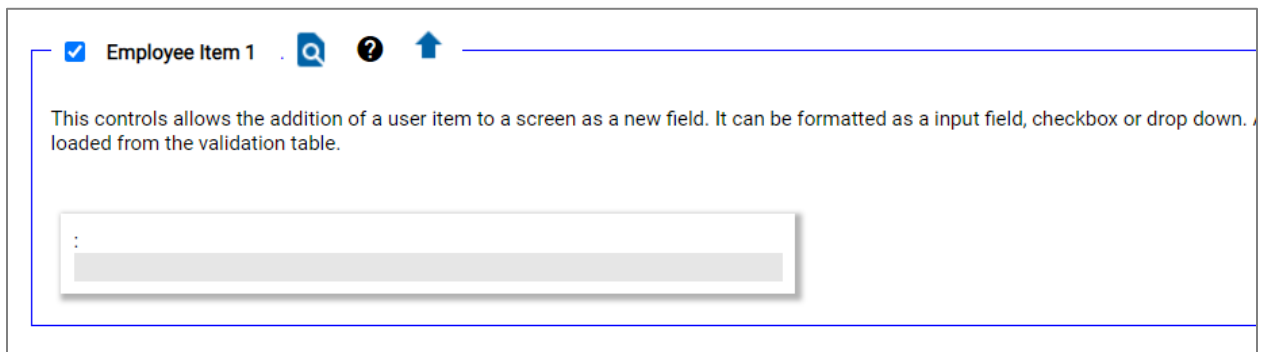 Employee Item 1 .
This controls allows the addition of a user item to a screen as a new field. It can be formatted as a input field, checkbox or drop down.
loaded from the validation table.
: